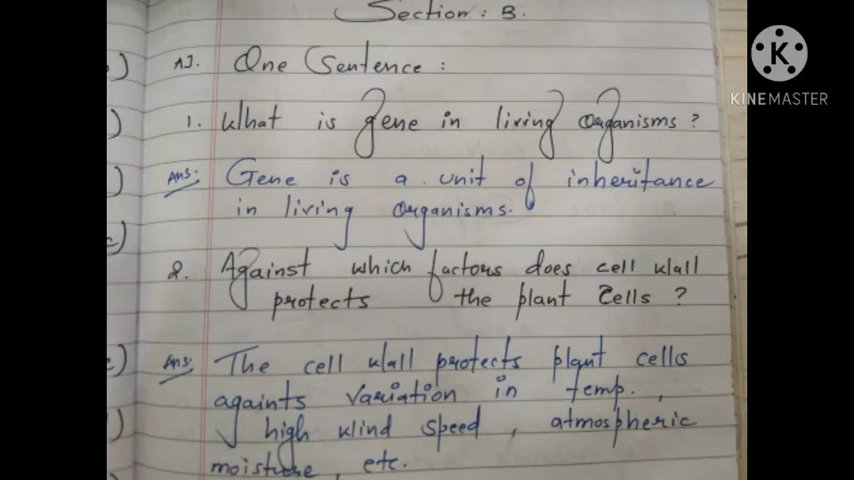 Section: B.
A]. One Sentence:
1. What is gene in living organisms?
Ans: Gene is a unit of inheritance
in living organisms.
2. Against which factors does cell wall
protects the plant cells?
Ans: The cell wall protects plant cells
againts variation in temp.,
high wind speed, atmospheric
moisture, etc.
KINEMASTER